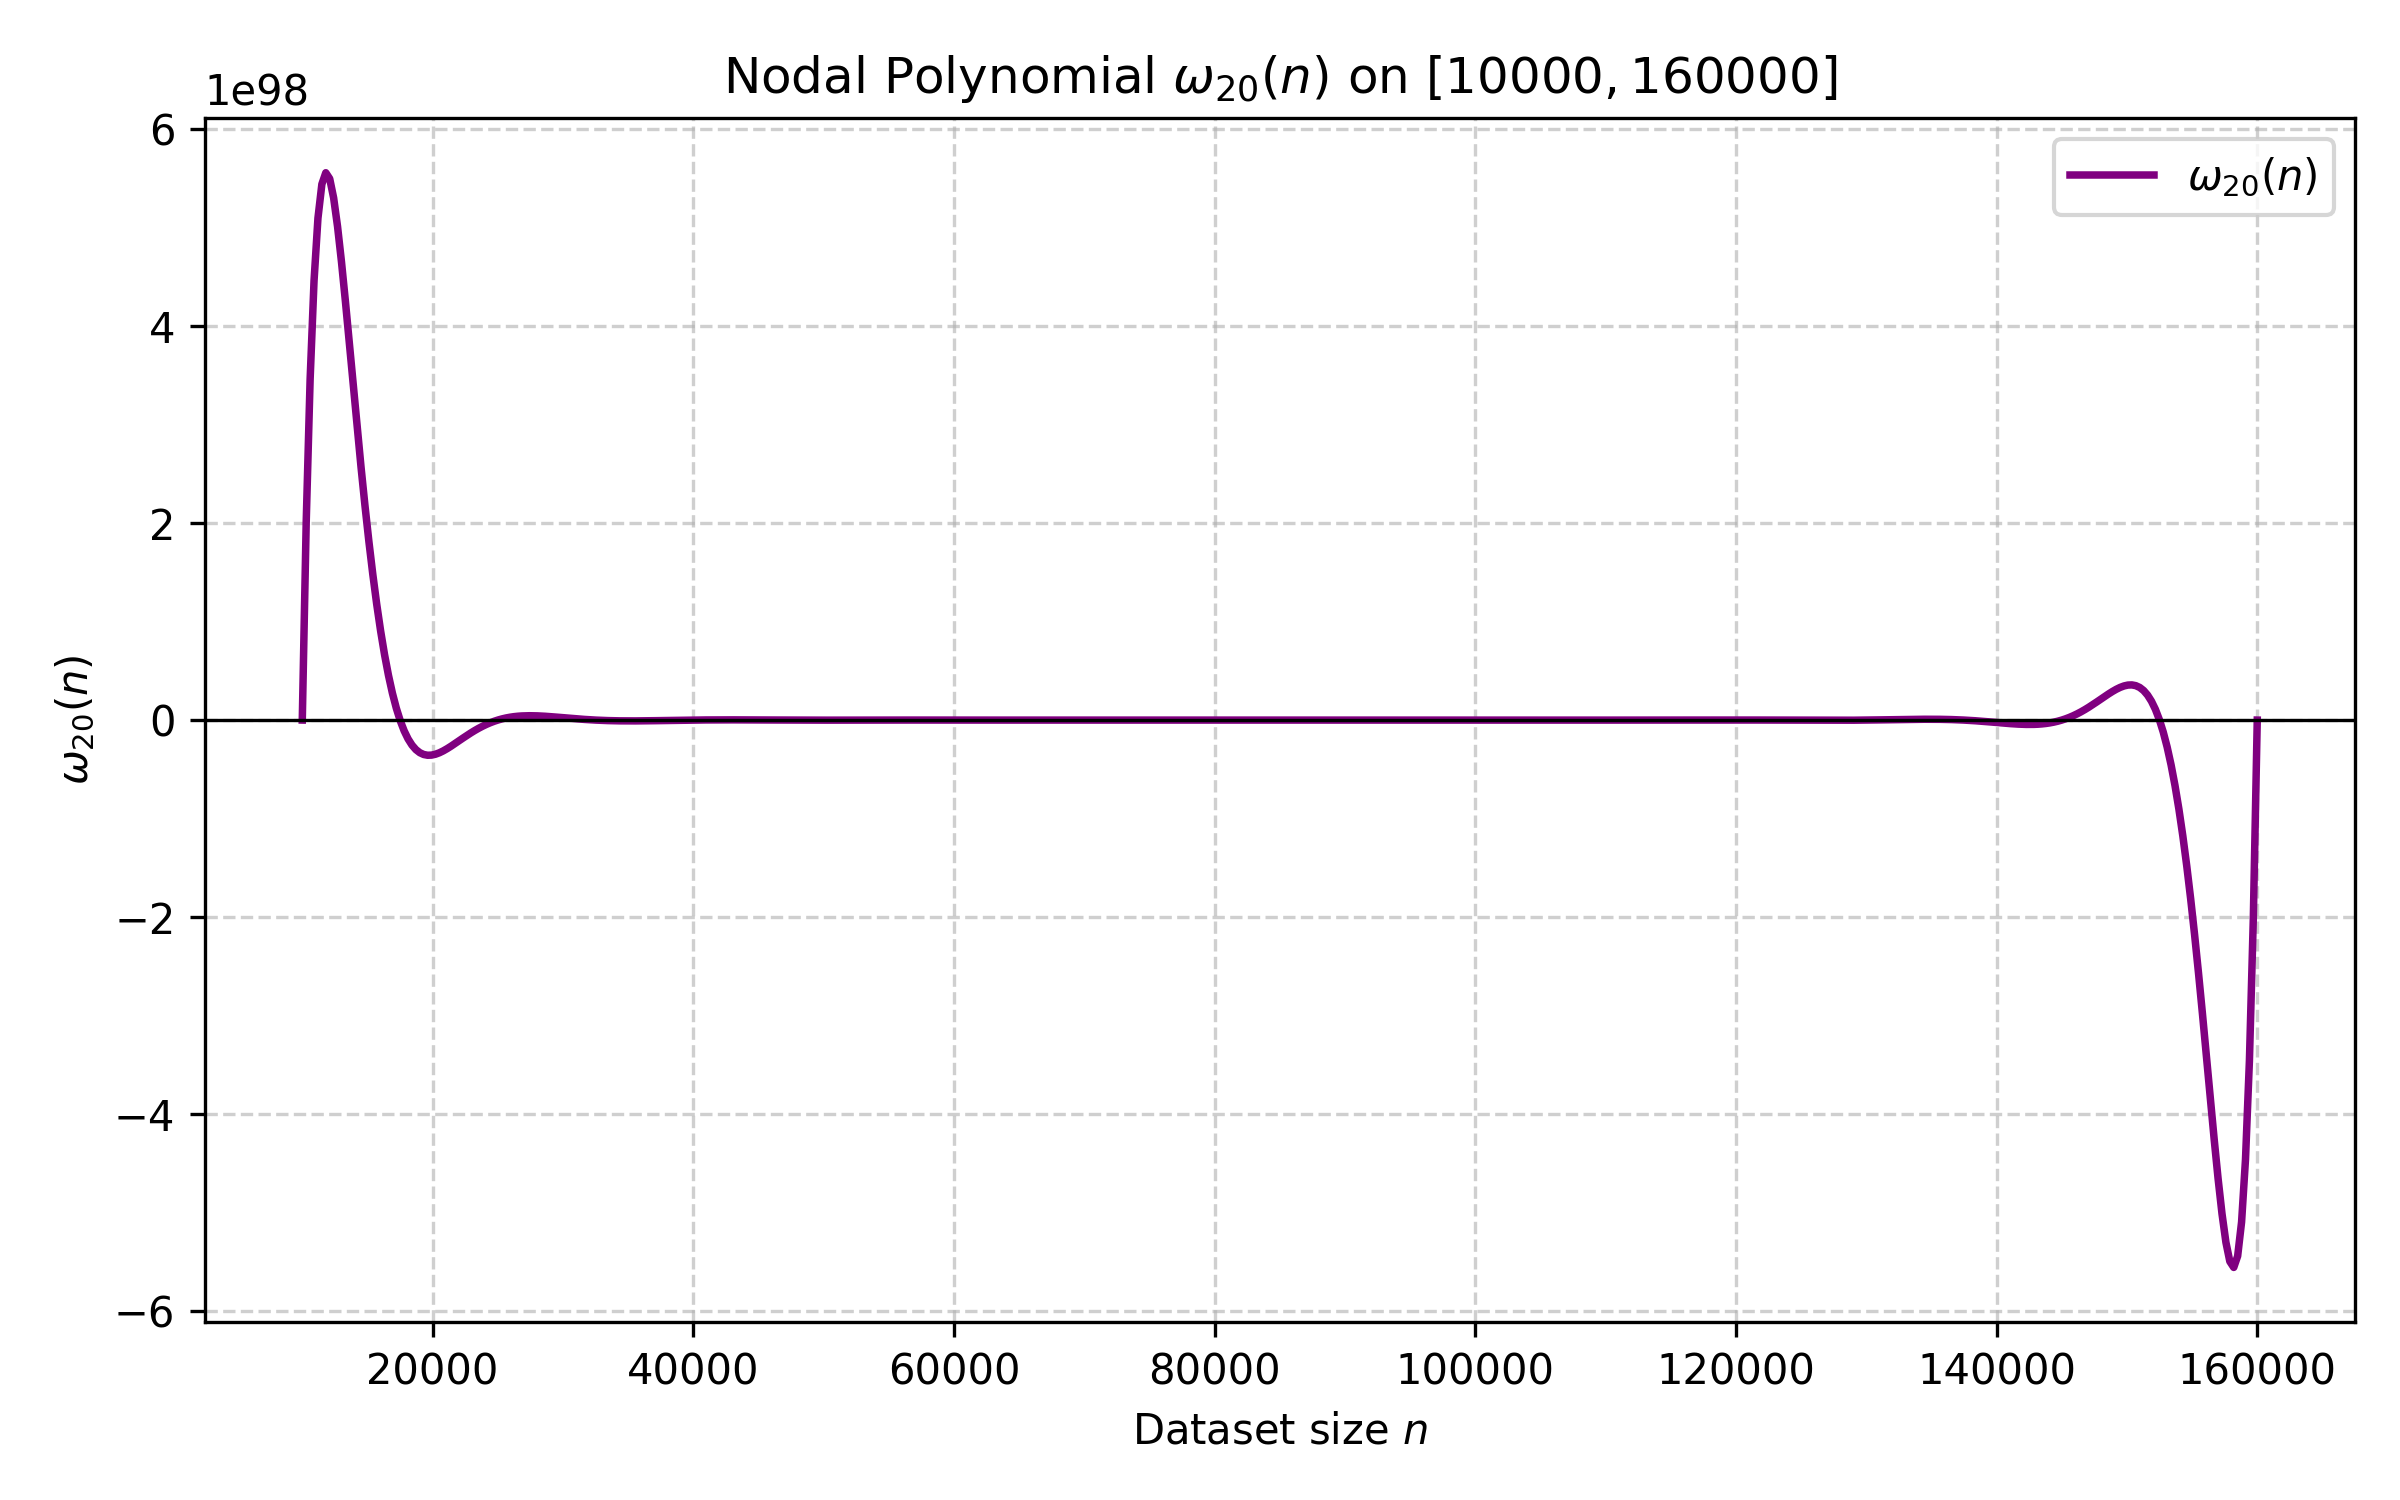 Nodal Polynomial ω₂₀(n) on [10000, 160000]
1e98
6
4
2
0
−2
−4
−6
ω₂₀(n)
ω₂₀(n)
20000 40000 60000 80000 100000 120000 140000 160000
Dataset size n